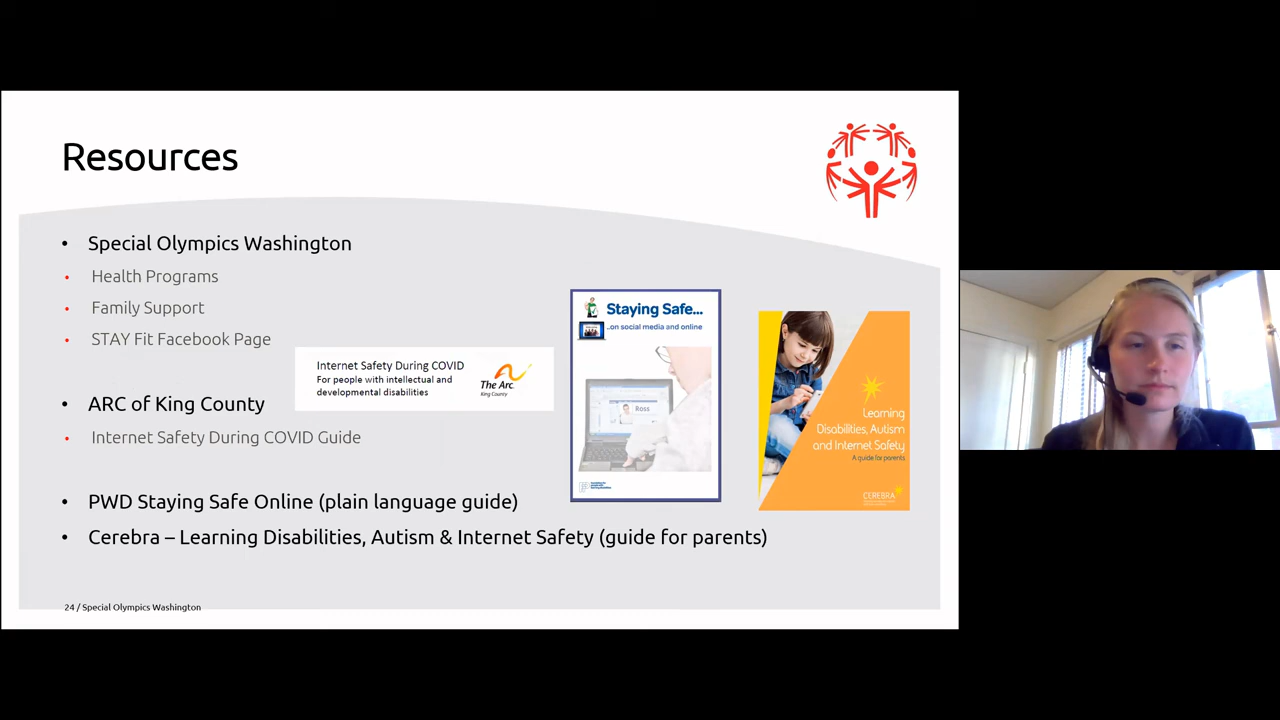 Resources
• Special Olympics Washington
• Health Programs
• Family Support
• STAY Fit Facebook Page
Internet Safety During COVID
For people with intellectual and
developmental disabilities
The Arc
King County
• ARC of King County
• Internet Safety During COVID Guide
Staying Safe...
..on social media and online
Ross
Learning
Disabilities, Autism
and Internet Safety
A guide for parents
CEREBRA
• PWD Staying Safe Online (plain language guide)
• Cerebra – Learning Disabilities, Autism & Internet Safety (guide for parents)
24 / Special Olympics Washington